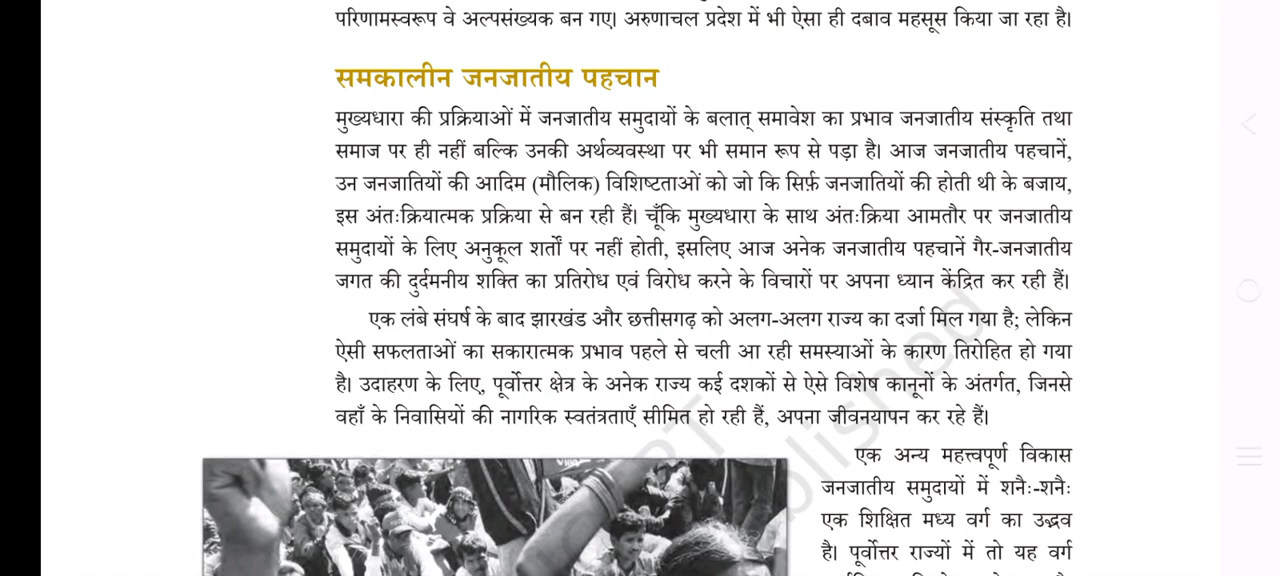 परिणामस्वरूप वे अल्पसंख्यक बन गए। अरुणाचल प्रदेश में भी ऐसा ही दबाव महसूस किया जा रहा है।
समकालीन जनजातीय पहचान
मुख्यधारा की प्रक्रियाओं में जनजातीय समुदायों के बलात् समावेश का प्रभाव जनजातीय संस्कृति तथा
समाज पर ही नहीं बल्कि उनकी अर्थव्यवस्था पर भी समान रूप से पड़ा है। आज जनजातीय पहचानें,
उन जनजातियों की आदिम (मौलिक) विशिष्टताओं को जो कि सिर्फ़ जनजातियों की होती थी के बजाय,
इस अंतःक्रियात्मक प्रक्रिया से बन रही हैं। चूँकि मुख्यधारा के साथ अंतःक्रिया आमतौर पर जनजातीय
समुदायों के लिए अनुकूल शर्तों पर नहीं होती, इसलिए आज अनेक जनजातीय पहचानें गैर-जनजातीय
जगत की दुर्दमनीय शक्ति का प्रतिरोध एवं विरोध करने के विचारों पर अपना ध्यान केंद्रित कर रही हैं।
एक लंबे संघर्ष के बाद झारखंड और छत्तीसगढ़ को अलग-अलग राज्य का दर्जा मिल गया है; लेकिन
ऐसी सफलताओं का सकारात्मक प्रभाव पहले से चली आ रही समस्याओं के कारण तिरोहित हो गया
है। उदाहरण के लिए, पूर्वोत्तर क्षेत्र के अनेक राज्य कई दशकों से ऐसे विशेष कानूनों के अंतर्गत, जिनसे
वहाँ के निवासियों की नागरिक स्वतंत्रताएँ सीमित हो रही हैं, अपना जीवनयापन कर रहे हैं।
एक अन्य महत्त्वपूर्ण विकास
जनजातीय समुदायों में शनैः-शनैः
एक शिक्षित मध्य वर्ग का उद्भव
है। पूर्वोत्तर राज्यों में तो यह वर्ग